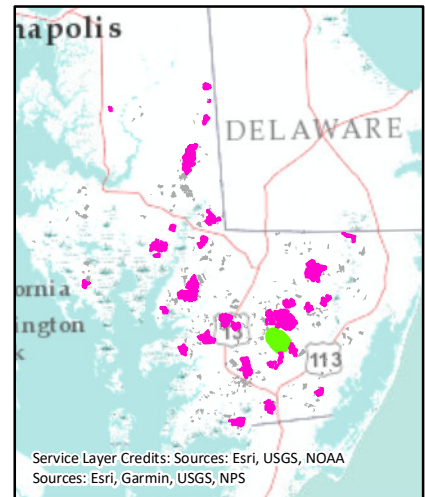 napolis
DELAWARE
ornia
ington
k
13
113
Service Layer Credits: Sources: Esri, USGS, NOAA
Sources: Esri, Garmin, USGS, NPS